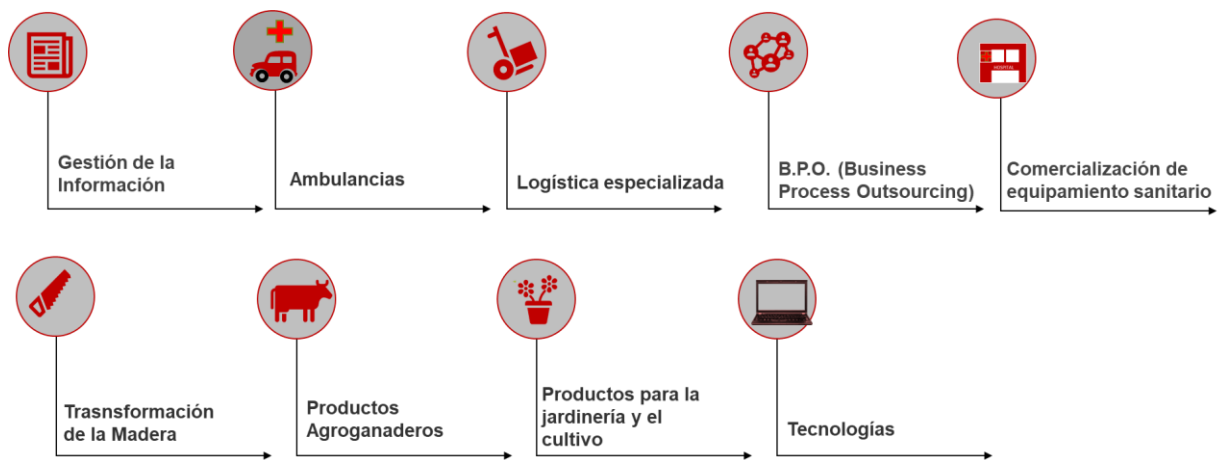 Gestión de la
Información
Ambulancias
Logística especializada
B.P.O. (Business
Process Outsourcing)
HOSPITAL
Comercialización de
equipamiento sanitario
Trasnsformación
de la Madera
Productos
Agroganaderos
Productos para la
jardinería y el
cultivo
Tecnologías